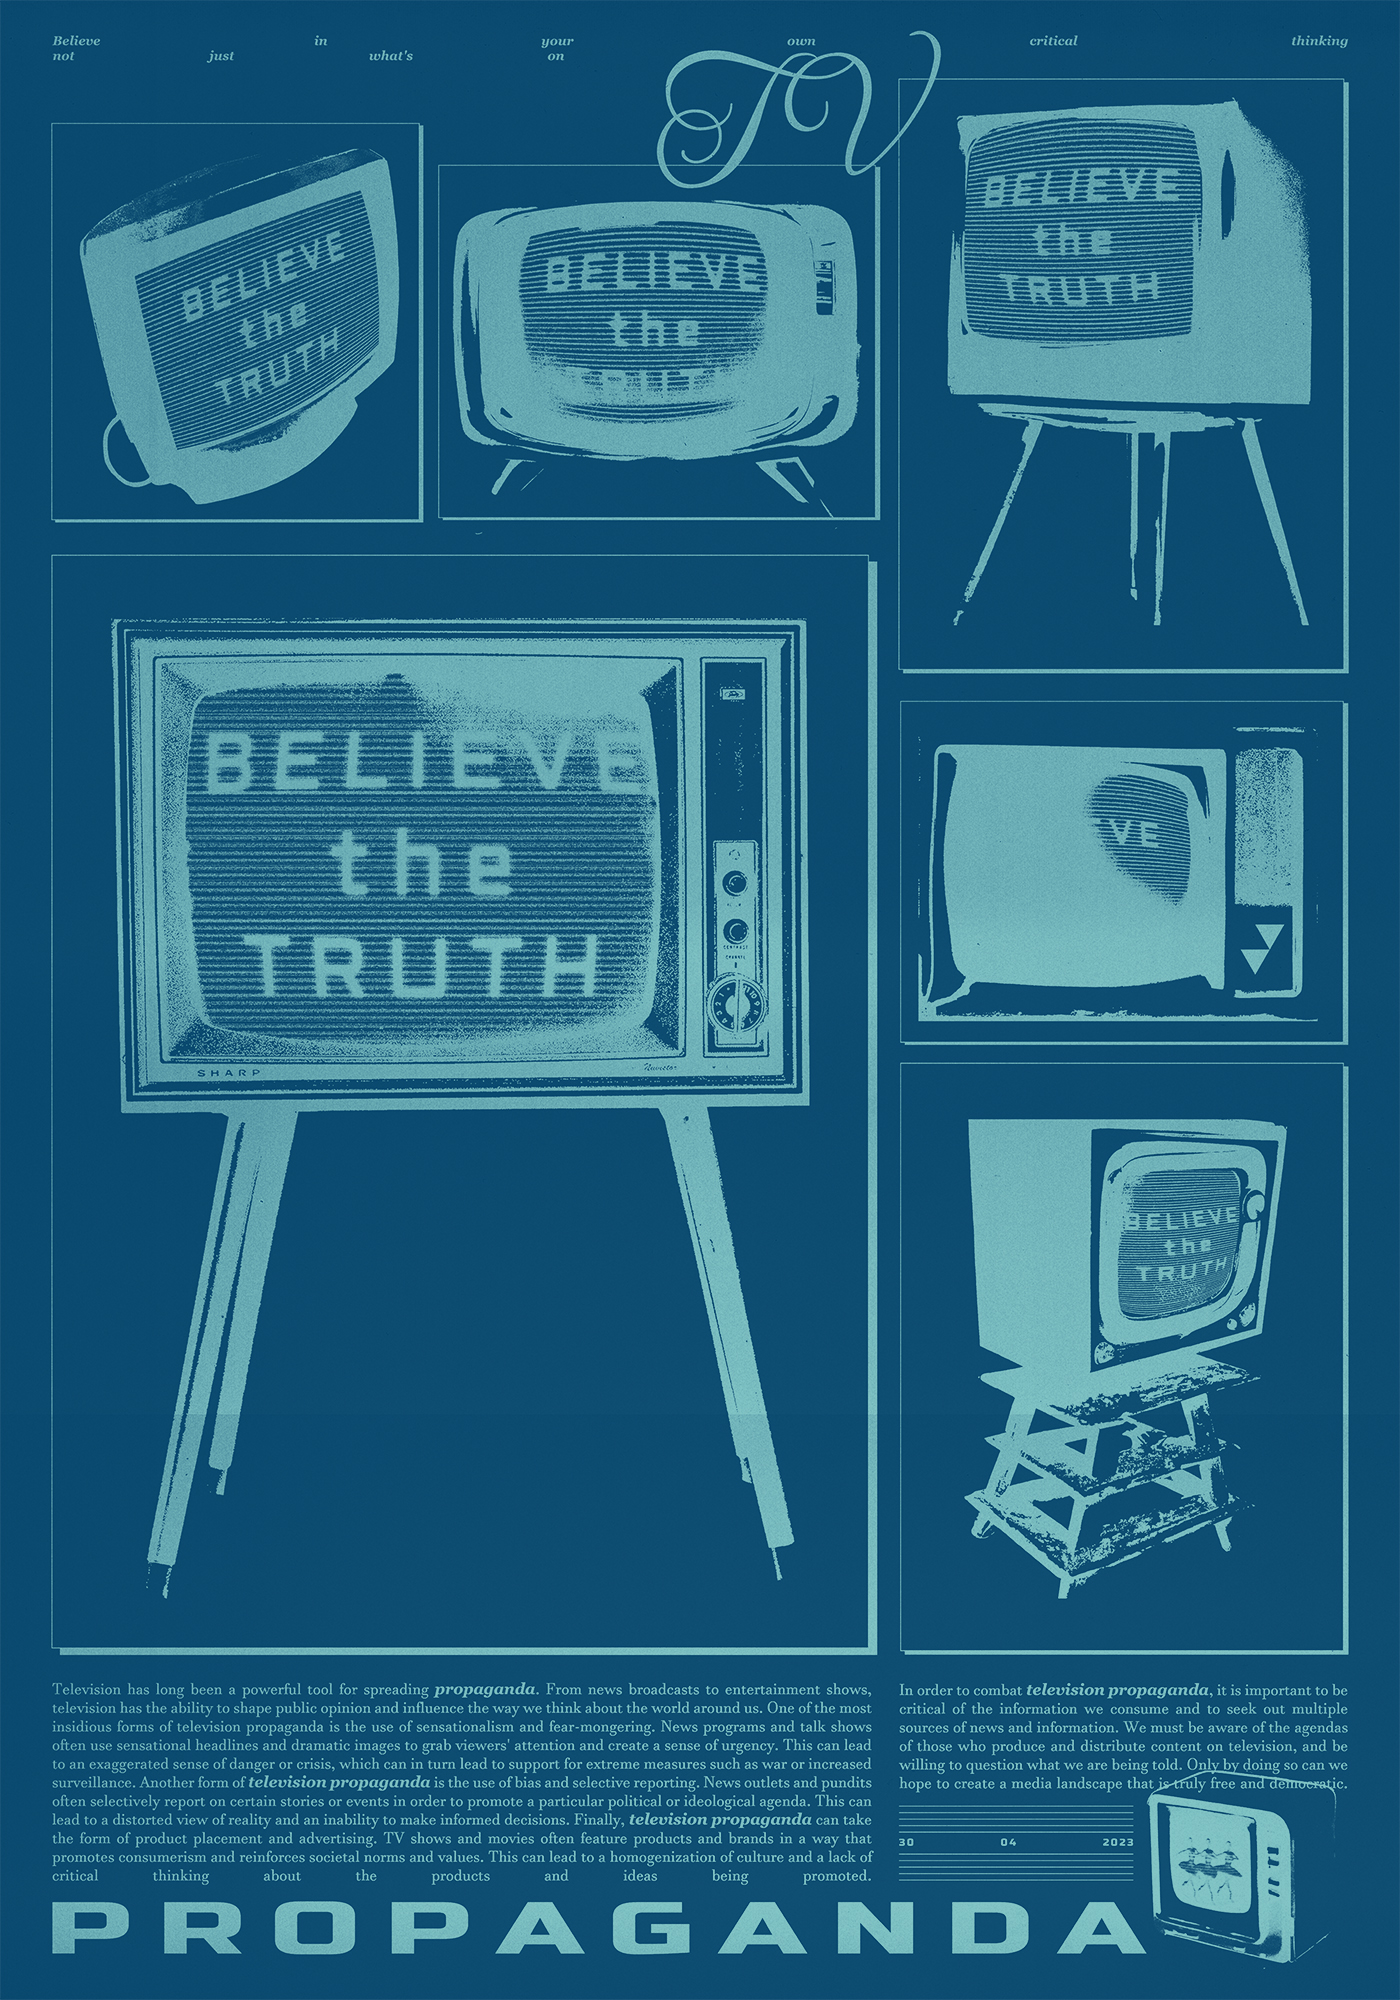 Believe in your own critical thinking
not just what's on
TV
BELIEVE
the
TRUTH
BELIEVE
the
BELIEVE
the
TRUTH
BELIEVE
the
TRUTH
CONTRAST
CHANNEL
SHARP
VE
BELIEVE
the
TRUTH
Television has long been a powerful tool for spreading propaganda. From news broadcasts to entertainment shows,
television has the ability to shape public opinion and influence the way we think about the world around us. One of the most
insidious forms of television propaganda is the use of sensationalism and fear-mongering. News programs and talk shows
often use sensational headlines and dramatic images to grab viewers' attention and create a sense of urgency. This can lead
to an exaggerated sense of danger or crisis, which can in turn lead to support for extreme measures such as war or increased
surveillance. Another form of television propaganda is the use of bias and selective reporting. News outlets and pundits
often selectively report on certain stories or events in order to promote a particular political or ideological agenda. This can
lead to a distorted view of reality and an inability to make informed decisions. Finally, television propaganda can take
the form of product placement and advertising. TV shows and movies often feature products and brands in a way that
promotes consumerism and reinforces societal norms and values. This can lead to a homogenization of culture and a lack of
critical thinking about the products and ideas being promoted.
In order to combat television propaganda, it is important to be
critical of the information we consume and to seek out multiple
sources of news and information. We must be aware of the agendas
of those who produce and distribute content on television, and be
willing to question what we are being told. Only by doing so can we
hope to create a media landscape that is truly free and democratic.
30 04 2023
PROPAGANDA